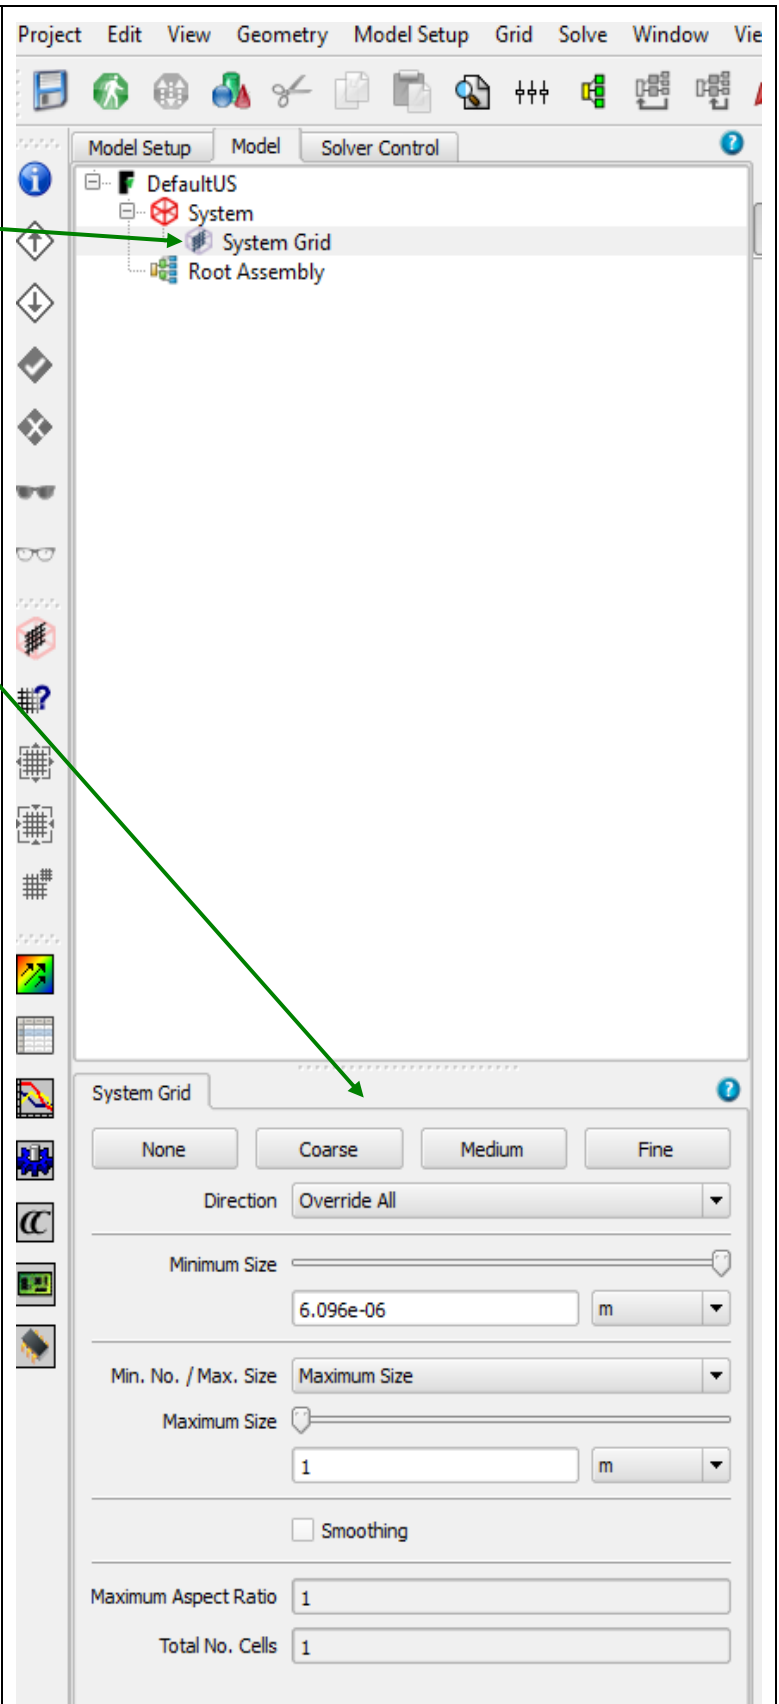 Project Edit View Geometry Model Setup Grid Solve Window Vie
Model Setup Model Solver Control ?
DefaultUS
System
System Grid
Root Assembly
System Grid ?
None Coarse Medium Fine
Direction Override All
Minimum Size
6.096e-06 m
Min. No. / Max. Size Maximum Size
Maximum Size
1 m
Smoothing
Maximum Aspect Ratio 1
Total No. Cells 1